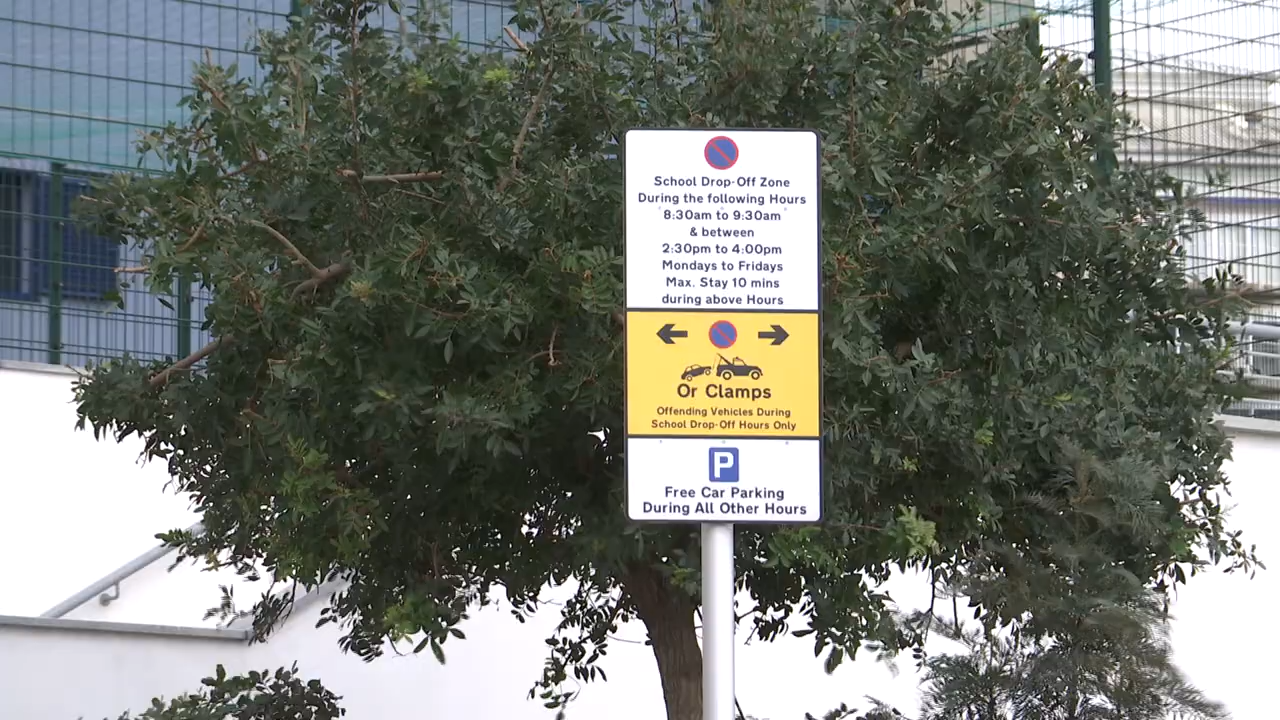 School Drop-Off Zone
During the following Hours
8:30am to 9:30am
& between
2:30pm to 4:00pm
Mondays to Fridays
Max. Stay 10 mins
during above Hours
Or Clamps
Offending Vehicles During
School Drop-Off Hours Only
P
Free Car Parking
During All Other Hours